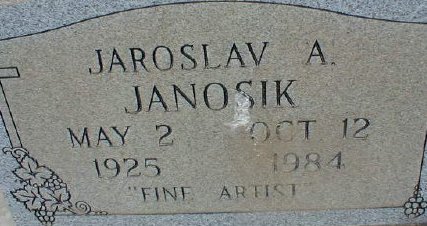 JAROSLAV A.
JANOSIK
MAY 2 OCT 12
1925 1984
"FINE ARTIST"